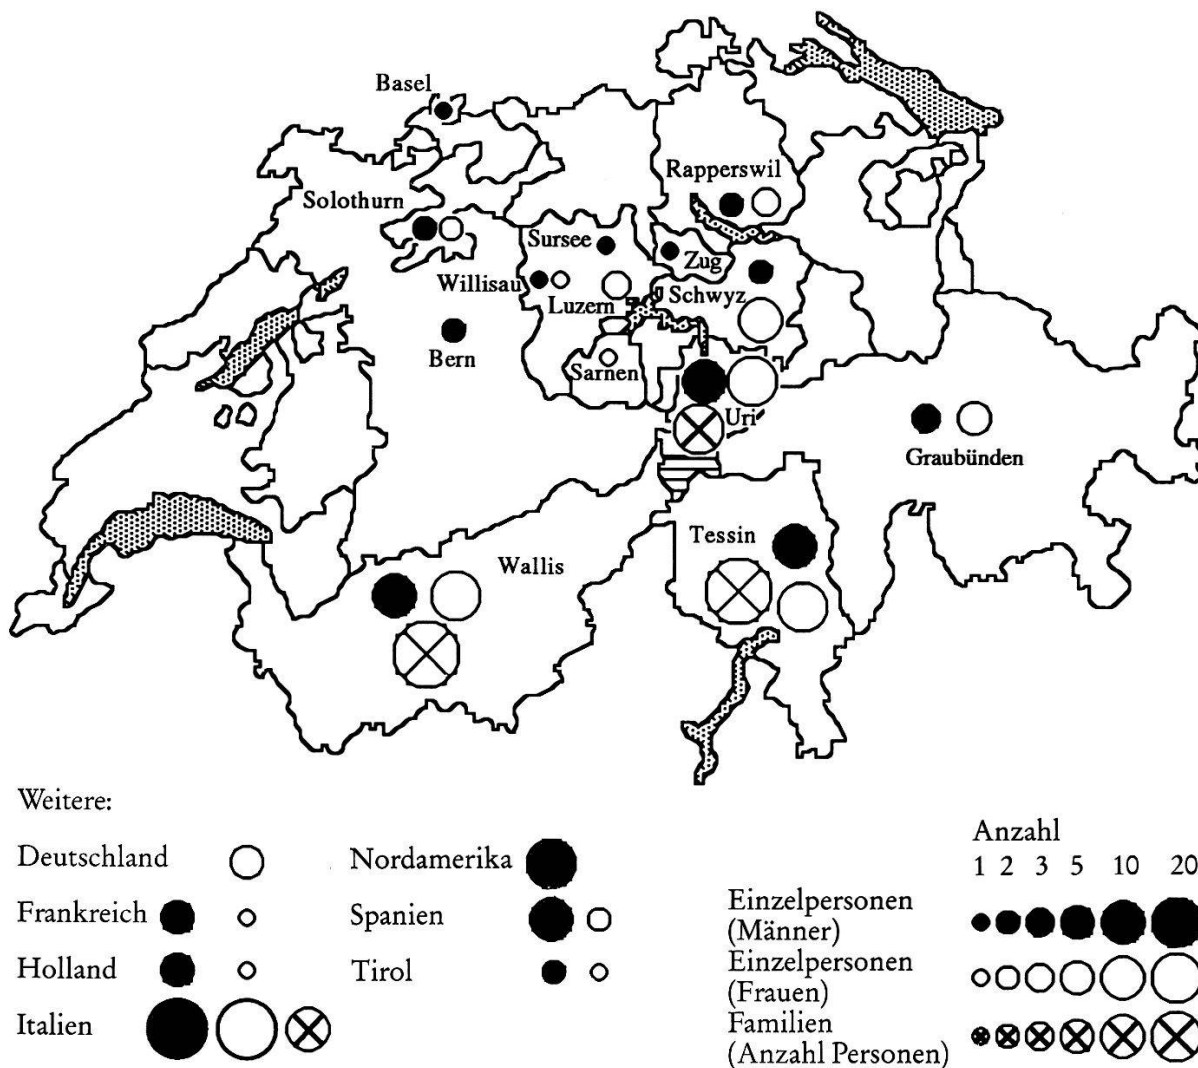 Basel
Rapperswil
Solothurn
Sursee
Zug
Willisau
Luzern
Schwyz
Bern
Sarnen
Uri
Graubünden
Tessin
Wallis
Weitere:
Deutschland
Frankreich
Holland
Italien
Nordamerika
Spanien
Tirol
Anzahl
1 2 3 5 10 20
Einzelpersonen
(Männer)
Einzelpersonen
(Frauen)
Familien
(Anzahl Personen)